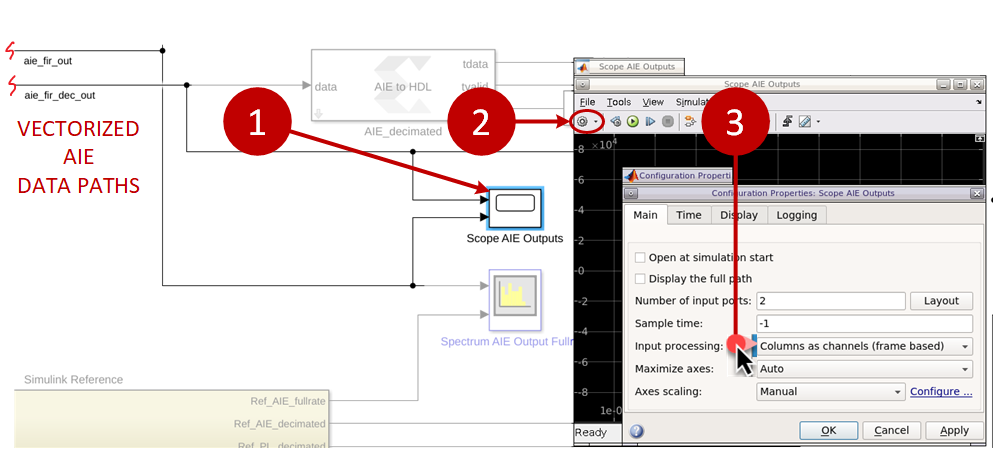 aie_fir_out
aie_fir_dec_out
VECTORIZED
AIE
DATA PATHS
data
AIE to HDL
tdata
tvalid
AIE_decimated
1
2
3
Scope AIE Outputs
Spectrum AIE Output Fullr
Simulink Reference
Ref_AIE_fullrate
Ref_AIE_decimated
Ref_PL_decimated
Scope AIE Outputs
Scope AIE Outputs
File Tools View Simulat
8 ×10⁴
-6
-4
-2
-0
-2
-4
-6
-8
1e-0
Ready
Configuration Properti
Configuration Properties: Scope AIE Outputs
Main Time Display Logging
Open at simulation start
Display the full path
Number of input ports: 2 Layout
Sample time: -1
Input processing: Columns as channels (frame based)
Maximize axes: Auto
Axes scaling: Manual Configure ...
OK Cancel Apply